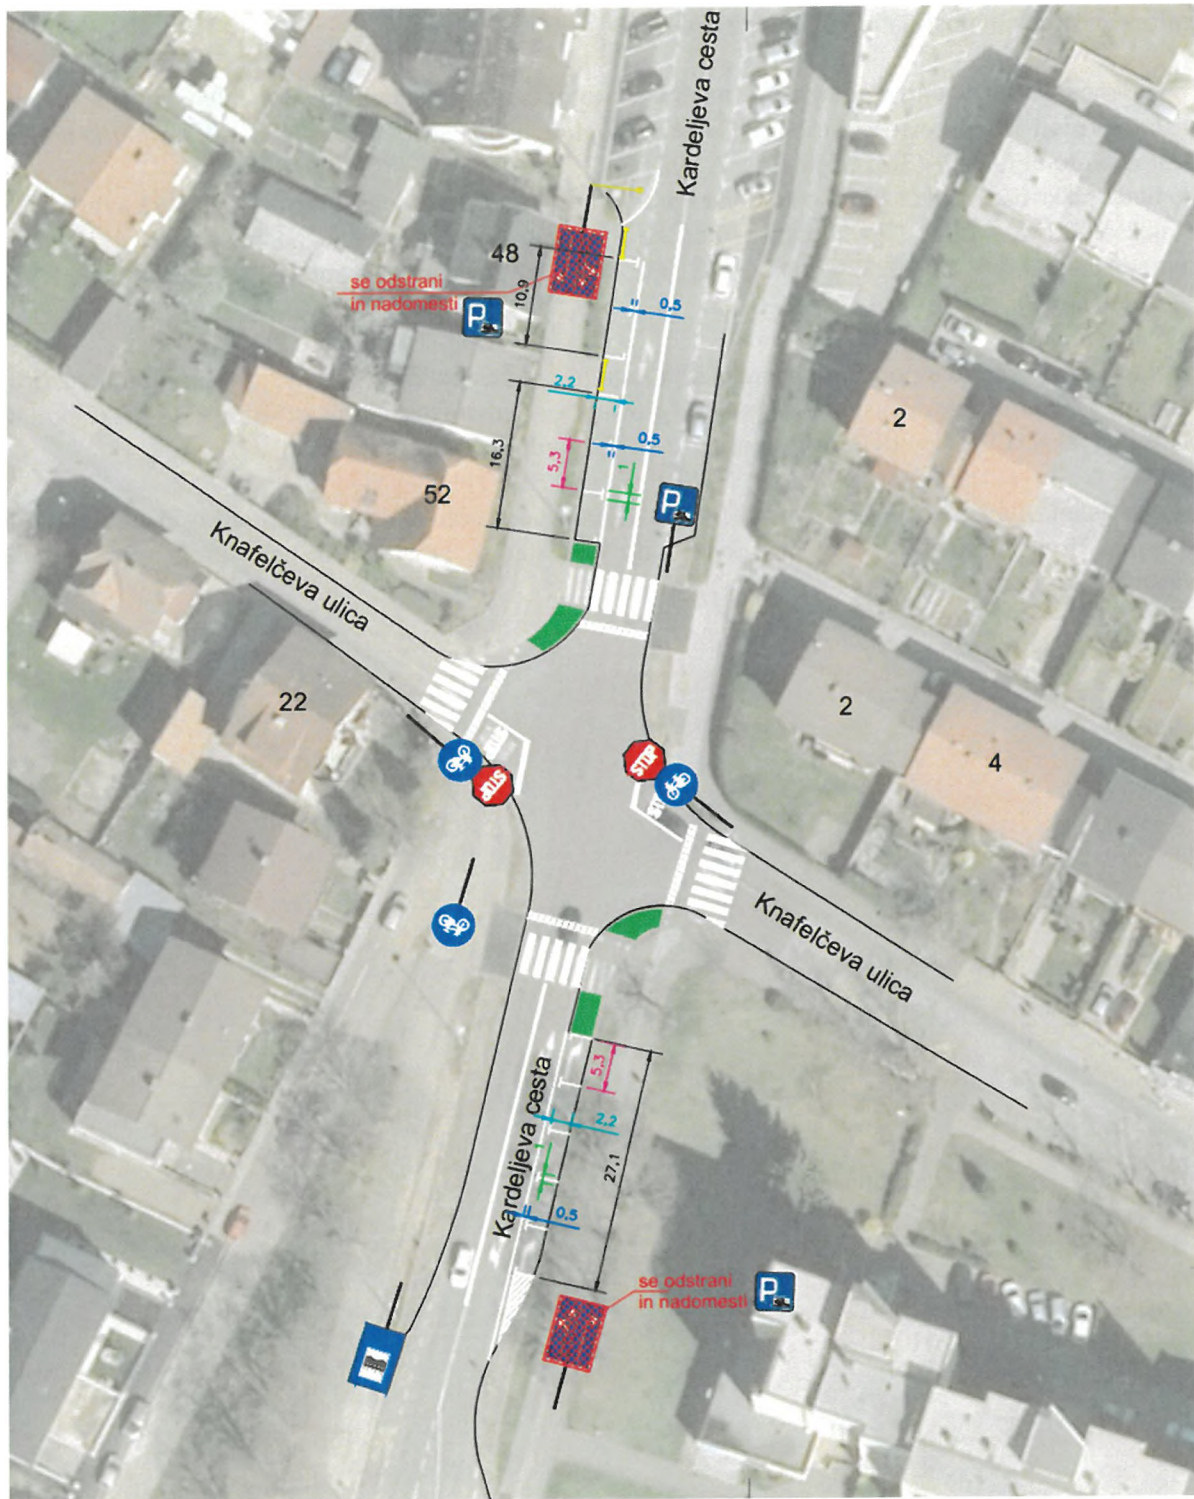 Kardeljeva cesta
48
se odstrani
in nadomesti
10,9
P
0,5
2,2
2
16,3
5,3
0,5
1
P
52
Knafelčeva ulica
22
2
4
STOP
STOP
STOP
Knafelčeva ulica
5,3
Kardeljeva cesta
2,2
27,1
1
0,5
se odstrani
in nadomesti
P